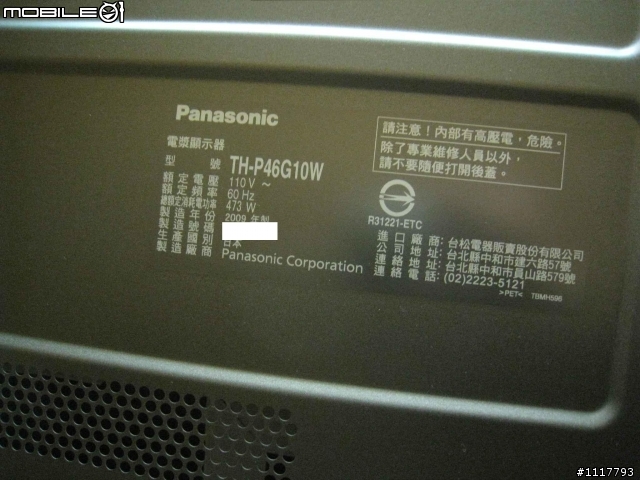 MOBILE01
Panasonic
電漿顯示器
型 號 TH-P46G10W
額定電壓 110V ~
額定頻率 60 Hz
總額定消耗電功率 473 W
製造年份 2009 年製
製造號碼
生產國別 日本
製造廠商 Panasonic Corporation
請注意!內部有高壓電,危險。
除了專業維修人員以外,
請不要隨便打開後蓋。
R31221-ETC
進口廠商: 台松電器販賣股份有限公司
廠商地址: 台北縣中和市建六路57號
連絡地址: 台北縣中和市員山路579號
連絡電話: (02)2223-5121
>PET< TBMH596
#1117793